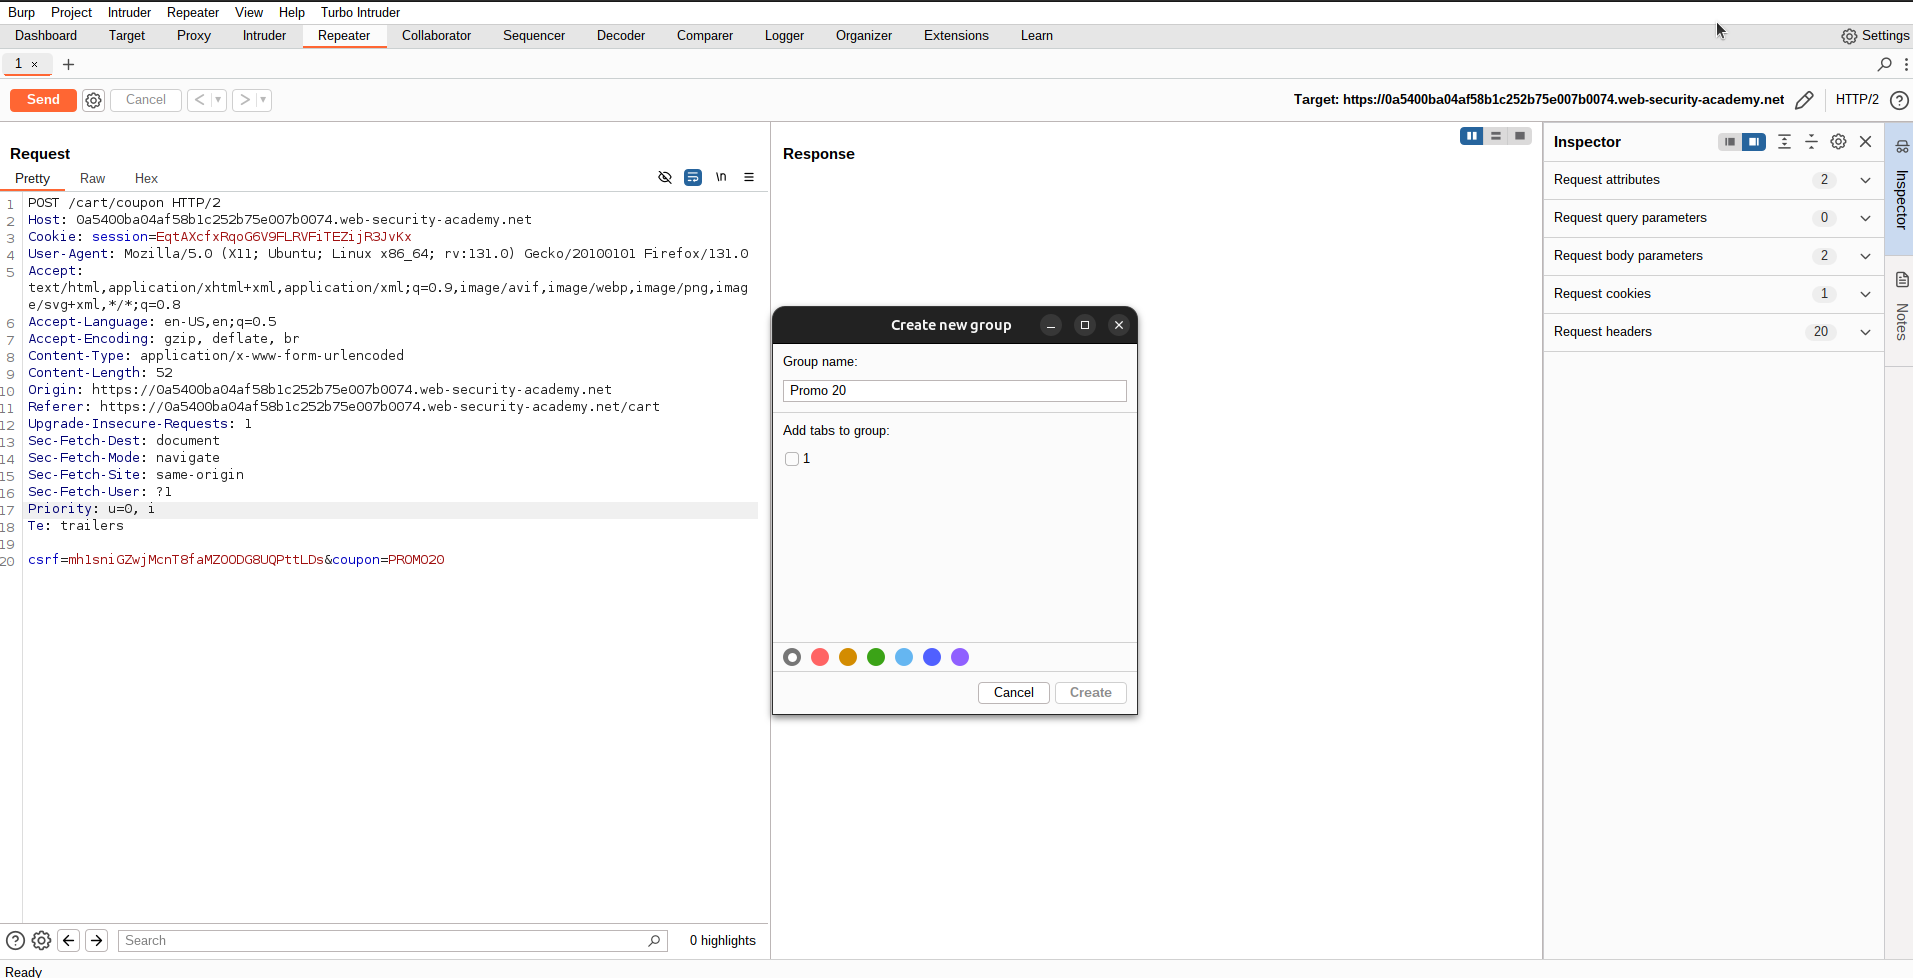 Burp Project Intruder Repeater View Help Turbo Intruder
Dashboard Target Proxy Intruder Repeater Collaborator Sequencer Decoder Comparer Logger Organizer Extensions Learn Settings
1 × +
Send Cancel < > Target: https://0a5400ba04af58b1c252b75e007b0074.web-security-academy.net HTTP/2
Request
Pretty Raw Hex \n
1 POST /cart/coupon HTTP/2
2 Host: 0a5400ba04af58b1c252b75e007b0074.web-security-academy.net
3 Cookie: session=EqtAXcfxRqoG6V9FLRVFiTEZijR3JvKx
4 User-Agent: Mozilla/5.0 (X11; Ubuntu; Linux x86_64; rv:131.0) Gecko/20100101 Firefox/131.0
5 Accept:
text/html,application/xhtml+xml,application/xml;q=0.9,image/avif,image/webp,image/png,imag
e/svg+xml,*/*;q=0.8
6 Accept-Language: en-US,en;q=0.5
7 Accept-Encoding: gzip, deflate, br
8 Content-Type: application/x-www-form-urlencoded
9 Content-Length: 52
10 Origin: https://0a5400ba04af58b1c252b75e007b0074.web-security-academy.net
11 Referer: https://0a5400ba04af58b1c252b75e007b0074.web-security-academy.net/cart
12 Upgrade-Insecure-Requests: 1
13 Sec-Fetch-Dest: document
14 Sec-Fetch-Mode: navigate
15 Sec-Fetch-Site: same-origin
16 Sec-Fetch-User: ?1
17 Priority: u=0, i
18 Te: trailers
19
20 csrf=mh1sniGZwjMcnT8faMZOODG8UQPttLDs&coupon=PROMO20
Search 0 highlights
Response
Create new group
Group name:
Promo 20
Add tabs to group:
1
Cancel Create
Inspector
Request attributes 2
Request query parameters 0
Request body parameters 2
Request cookies 1
Request headers 20
Inspector
Notes
Ready